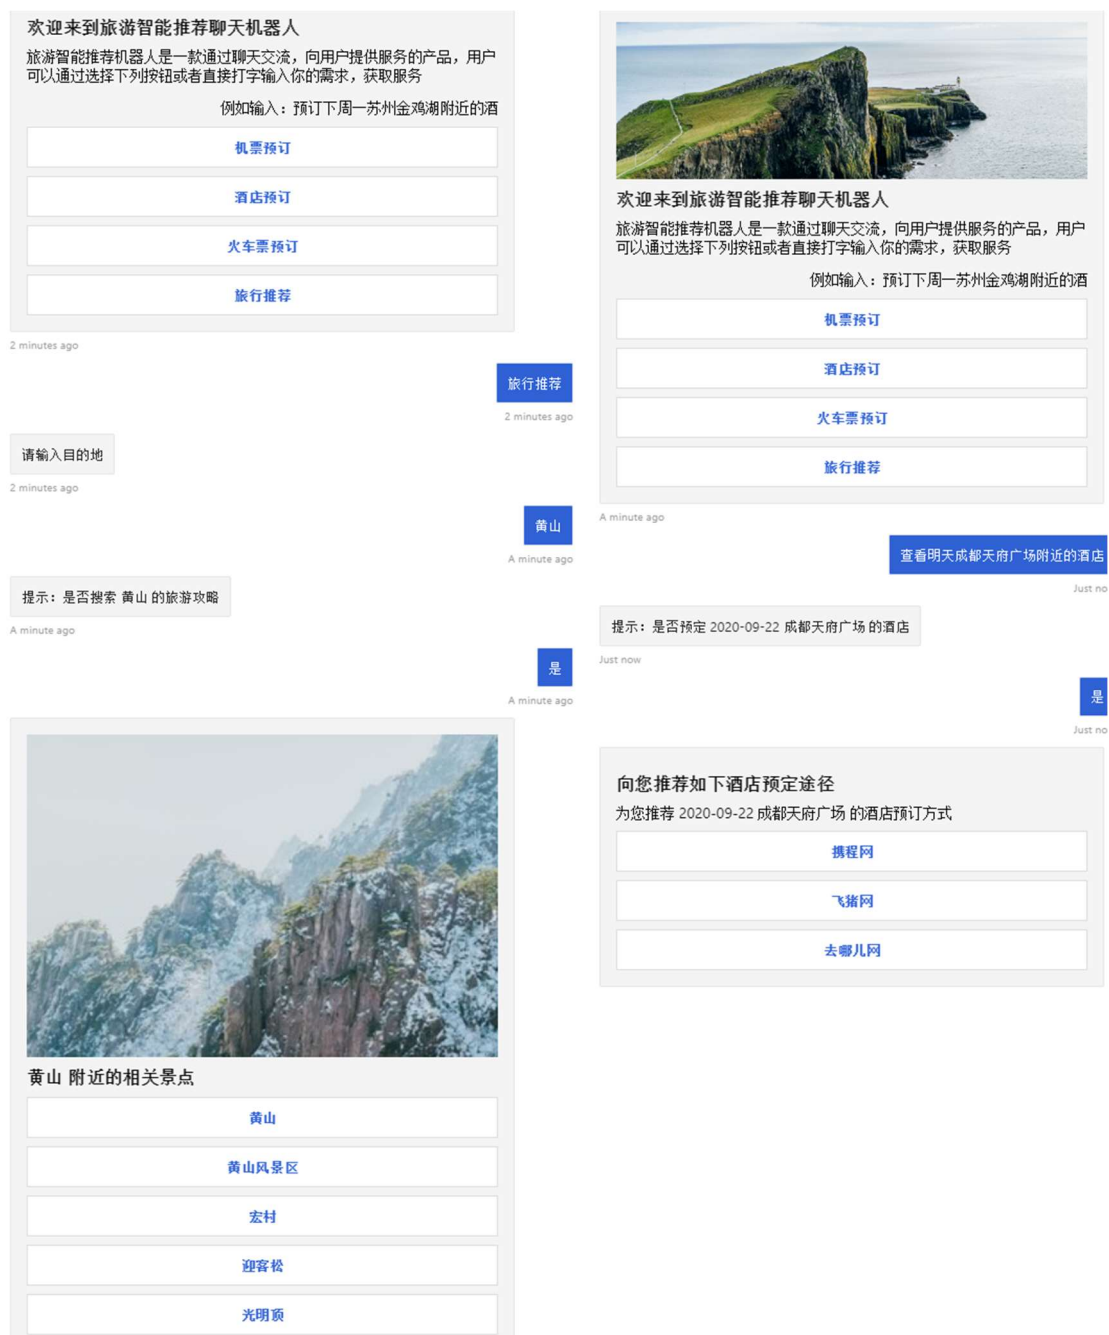 欢迎来到旅游智能推荐聊天机器人
旅游智能推荐机器人是一款通过聊天交流，向用户提供服务的产品，用户
可以通过选择下列按钮或者直接打字输入你的需求，获取服务
例如输入：预订下周一苏州金鸡湖附近的酒
机票预订
酒店预订
火车票预订
旅行推荐
2 minutes ago
旅行推荐
2 minutes ago
请输入目的地
2 minutes ago
黄山
A minute ago
提示：是否搜索 黄山 的旅游攻略
A minute ago
是
A minute ago
黄山 附近的相关景点
黄山
黄山风景区
宏村
迎客松
光明顶
欢迎来到旅游智能推荐聊天机器人
旅游智能推荐机器人是一款通过聊天交流，向用户提供服务的产品，用户
可以通过选择下列按钮或者直接打字输入你的需求，获取服务
例如输入：预订下周一苏州金鸡湖附近的酒
机票预订
酒店预订
火车票预订
旅行推荐
A minute ago
查看明天成都天府广场附近的酒店
Just no
提示：是否预定 2020-09-22 成都天府广场 的酒店
Just now
是
Just no
向您推荐如下酒店预定途径
为您推荐 2020-09-22 成都天府广场 的酒店预订方式
携程网
飞猪网
去哪儿网